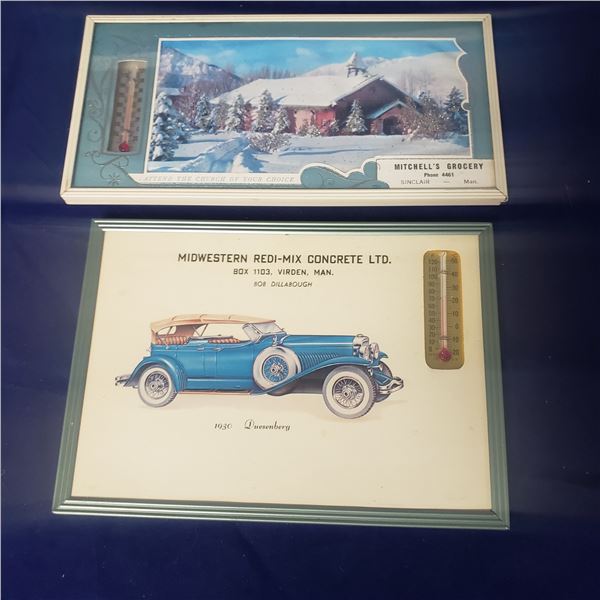 ATTEND THE CHURCH OF YOUR CHOICE
MITCHELL'S GROCERY
Phone 4461
SINCLAIR — Man.
MIDWESTERN REDI-MIX CONCRETE LTD.
BOX 1103, VIRDEN, MAN.
BOB DILLABOUGH
1930 Duesenberg